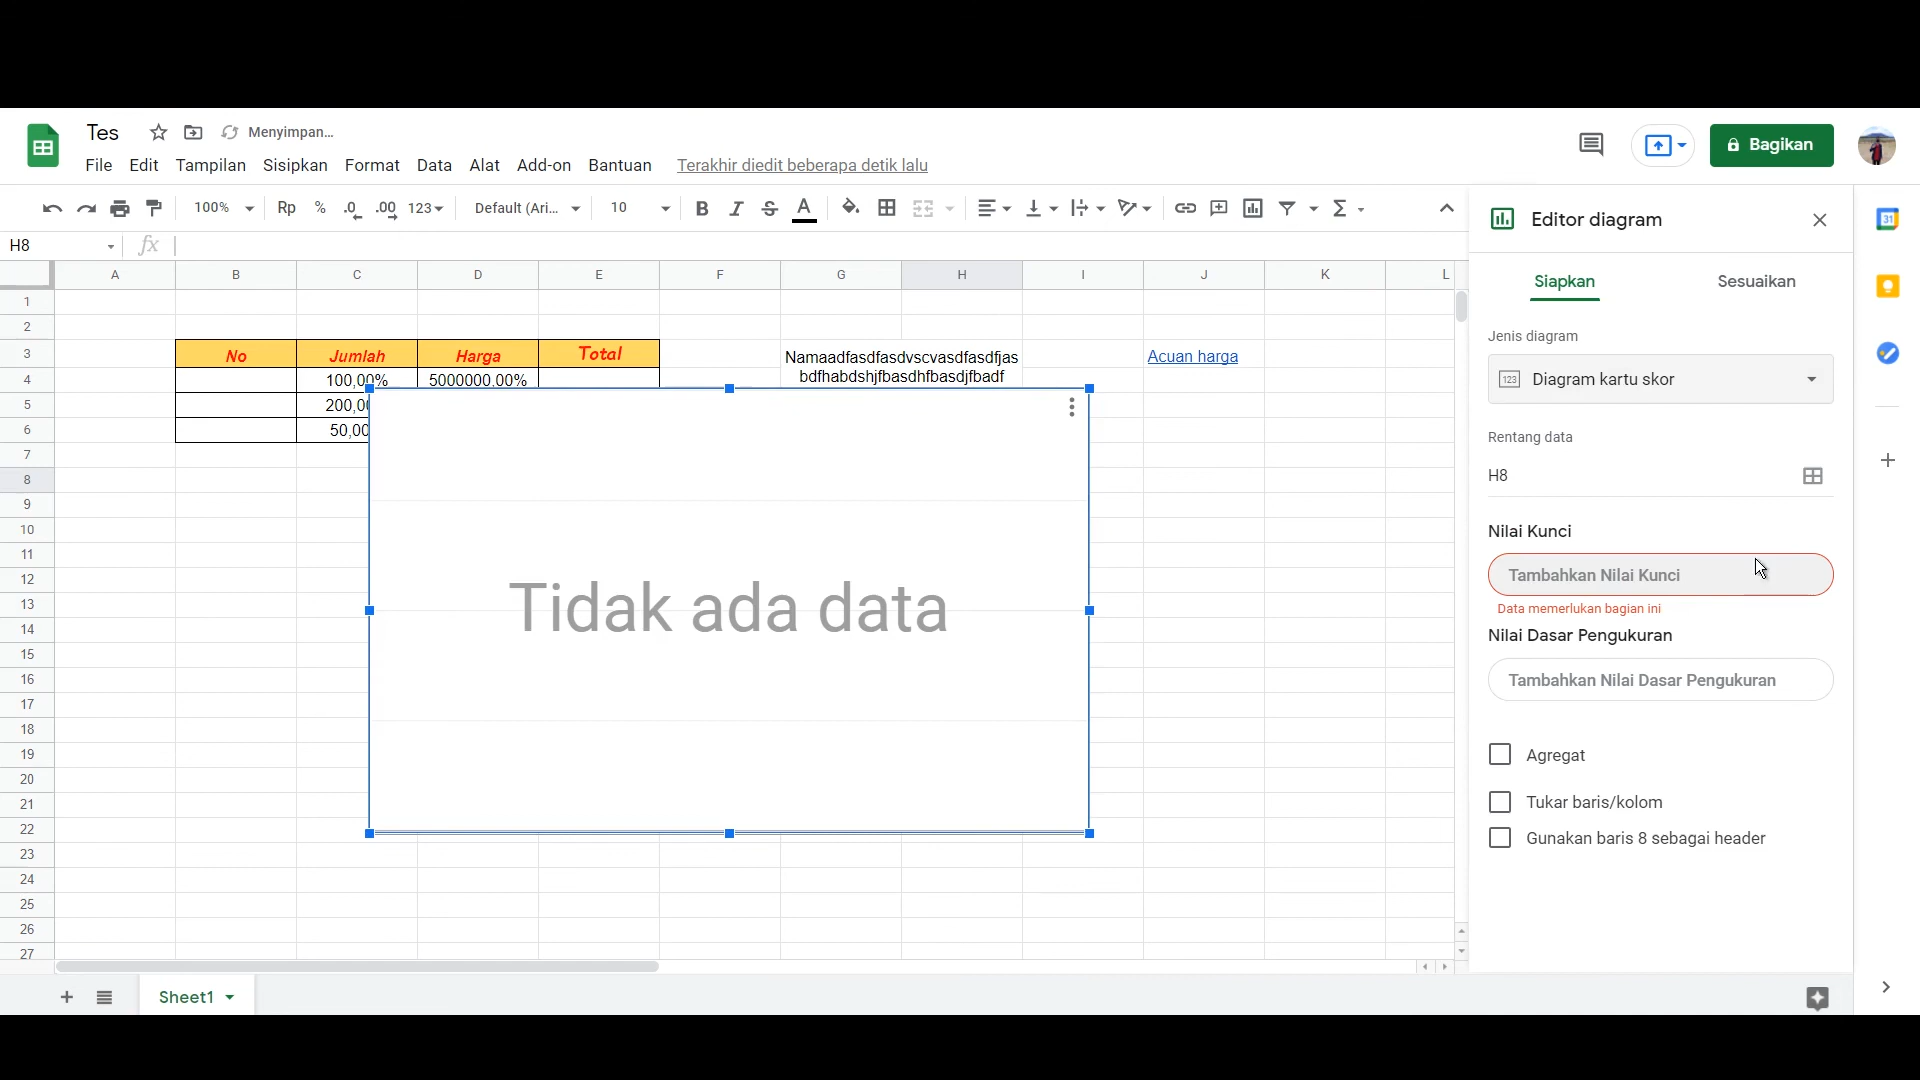 Tes
Menyimpan...
File Edit Tampilan Sisipkan Format Data Alat Add-on Bantuan Terakhir diedit beberapa detik lalu
Bagikan
100% Rp % .0 .00 123 Default (Ari... 10 B I S A
H8 fx
A B C D E F G H I J K L
1
2
3 No Jumlah Harga Total
Namaadfasdfasdvscvasdfasdfjas
bdfhabdshjfbasdhfbasdjfbadf
Acuan harga
4 100,00% 5000000,00%
5 200,0
6 50,00
7
8
9
10
11
12
13
14
15
16
17
18
19
20
21
22
23
24
25
26
27
Tidak ada data
Editor diagram
Siapkan Sesuaikan
Jenis diagram
123 Diagram kartu skor
Rentang data
H8
Nilai Kunci
Tambahkan Nilai Kunci
Data memerlukan bagian ini
Nilai Dasar Pengukuran
Tambahkan Nilai Dasar Pengukuran
Agregat
Tukar baris/kolom
Gunakan baris 8 sebagai header
31
Sheet1